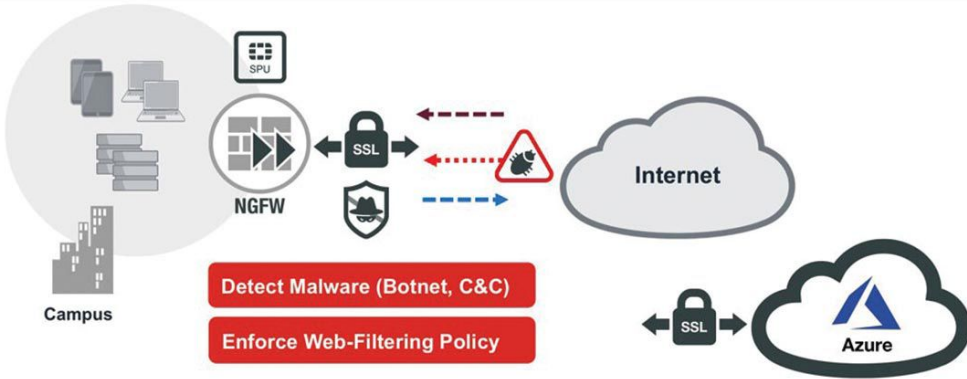 SPU
SSL
NGFW
Internet
Campus
Detect Malware (Botnet, C&C)
Enforce Web-Filtering Policy
SSL
Azure